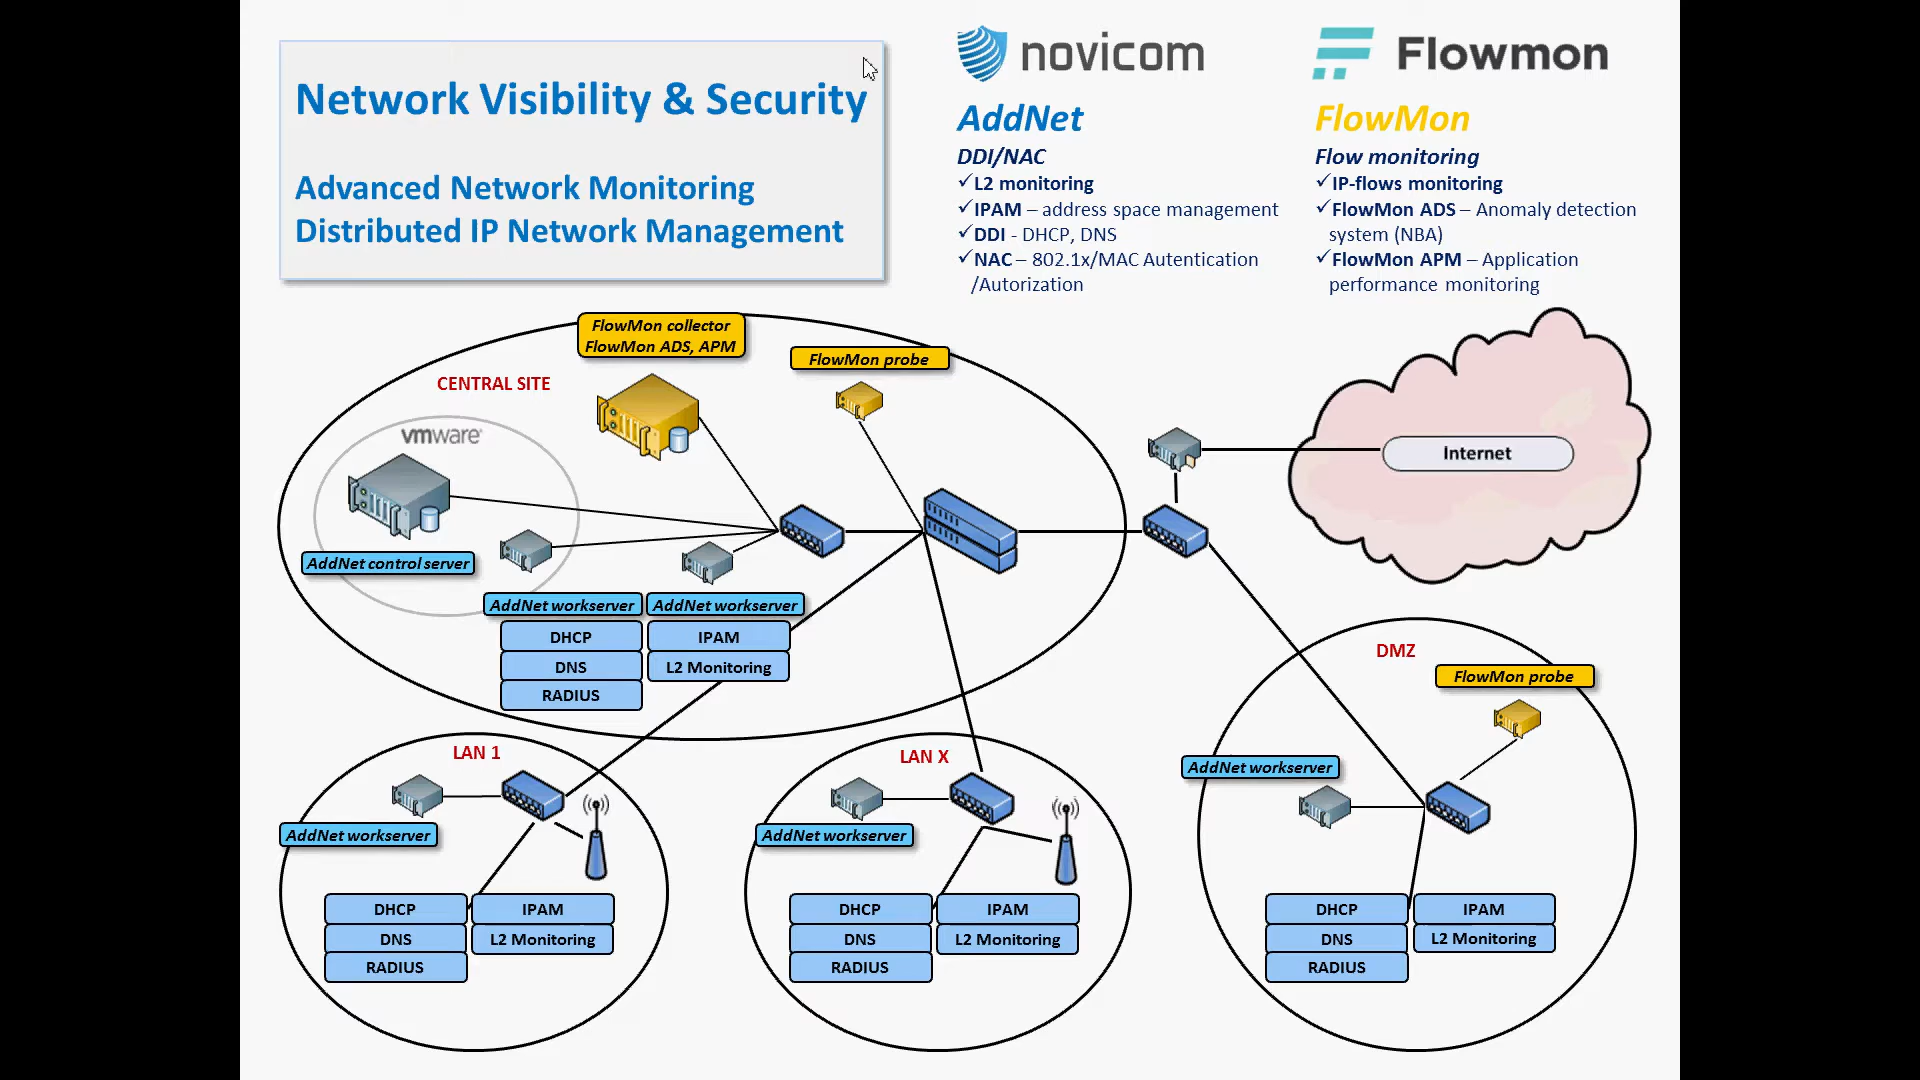 Network Visibility & Security
Advanced Network Monitoring
Distributed IP Network Management
novicom
AddNet
DDI/NAC
✓L2 monitoring
✓IPAM – address space management
✓DDI - DHCP, DNS
✓NAC – 802.1x/MAC Autentication
/Autorization
Flowmon
FlowMon
Flow monitoring
✓IP-flows monitoring
✓FlowMon ADS – Anomaly detection
system (NBA)
✓FlowMon APM – Application
performance monitoring
FlowMon collector
FlowMon ADS, APM
FlowMon probe
CENTRAL SITE
vmware
AddNet control server
AddNet workserver
DHCP
DNS
RADIUS
AddNet workserver
IPAM
L2 Monitoring
Internet
LAN 1
AddNet workserver
DHCP
DNS
RADIUS
IPAM
L2 Monitoring
LAN X
AddNet workserver
DHCP
DNS
RADIUS
IPAM
L2 Monitoring
DMZ
FlowMon probe
AddNet workserver
DHCP
DNS
RADIUS
IPAM
L2 Monitoring